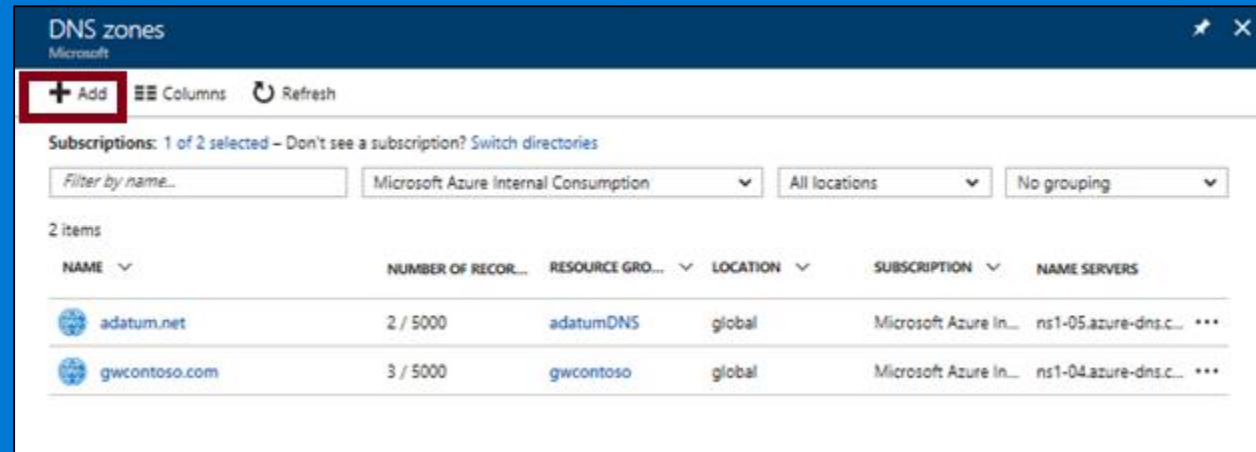 DNS zones
Microsoft
Add Columns Refresh
Subscriptions: 1 of 2 selected – Don't see a subscription? Switch directories
Filter by name... Microsoft Azure Internal Consumption All locations No grouping
2 items
NAME NUMBER OF RECOR... RESOURCE GRO... LOCATION SUBSCRIPTION NAME SERVERS
adatum.net 2 / 5000 adatumDNS global Microsoft Azure In... ns1-05.azure-dns.c... •••
gwcontoso.com 3 / 5000 gwcontoso global Microsoft Azure In... ns1-04.azure-dns.c... •••